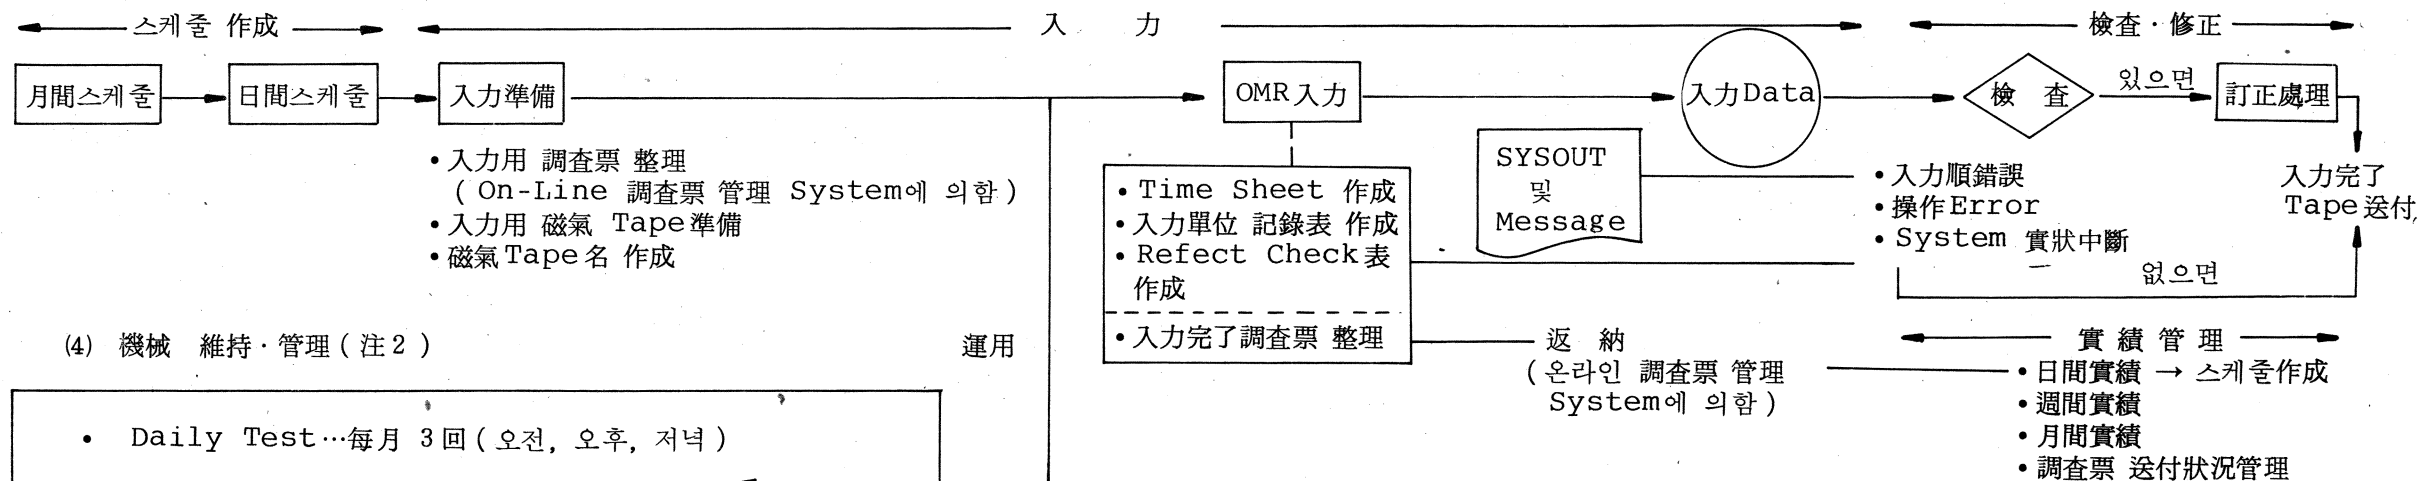 스케줄 作成
入 力
檢査·修正
月間스케줄
日間스케줄
入力準備
OMR入力
入力Data
檢 査
있으면
訂正處理
• 入力用 調査票 整理
( On-Line 調査票 管理 System에 의함 )
• 入力用 磁氣 Tape準備
• 磁氣Tape名 作成
• Time Sheet 作成
• 入力單位 記錄表 作成
• Refect Check表
作成
• 入力完了調査票 整理
SYSOUT
및
Message
• 入力順錯誤
• 操作Error
• System 實狀中斷
없으면
入力完了
Tape送付
返 納
( 온라인 調査票 管理
System에 의함 )
實 績 管 理
• 日間實績 → 스케줄作成
• 週間實績
• 月間實績
• 調査票 送付狀況管理
(4) 機械 維持·管理 ( 注2 )
運用
• Daily Test…每月 3回 ( 오전, 오후, 저녁 )